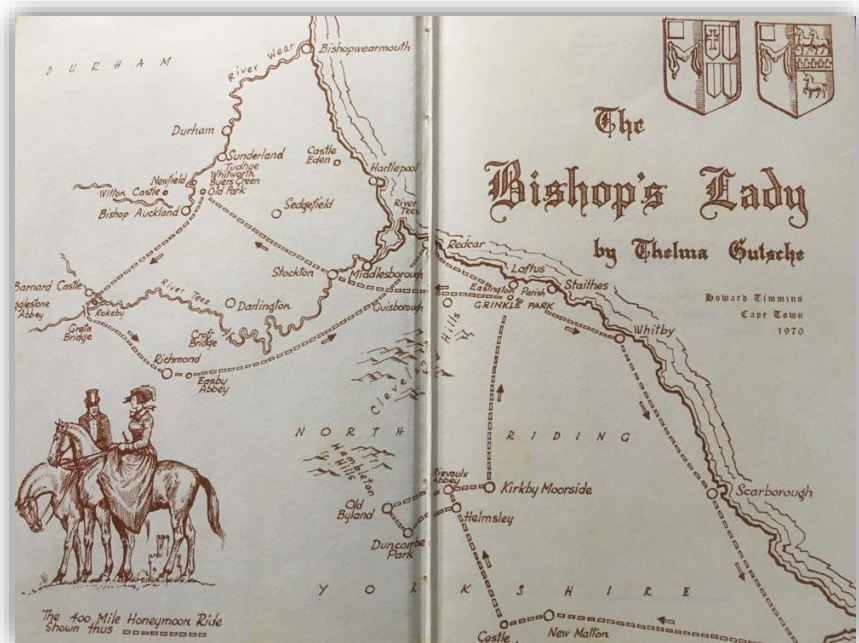 DURHAM
River Wear
Bishopwearmouth
Durham
Sunderland
Tudhoe
Whitworth
Byers Green
Old Park
Newfield
Witton Castle
Bishop Auckland
Castle
Eden
Sedgefield
Hartlepool
River
Tees
Stockton
Middlesborough
Redcar
Barnard Castle
Abbey
Rokeby
Greta
Bridge
River Tees
Darlington
Croft
Bridge
Guisborough
Richmond
Easby
Abbey
Cleveland
Hills
Loftus
Easington
Parish
Staithes
GRINKLE PARK
Whitby
NORTH RIDING
Hambleton
Hills
Rievaulx
Abbey
Kirkby Moorside
Old
Byland
Helmsley
Duncombe
Park
Scarborough
YORKSHIRE
Castle
New Malton
The 400 Mile Honeymoon Ride
Shown thus
The
Bishop's Lady
by Thelma Gutsche
Howard Timmins
Cape Town
1970